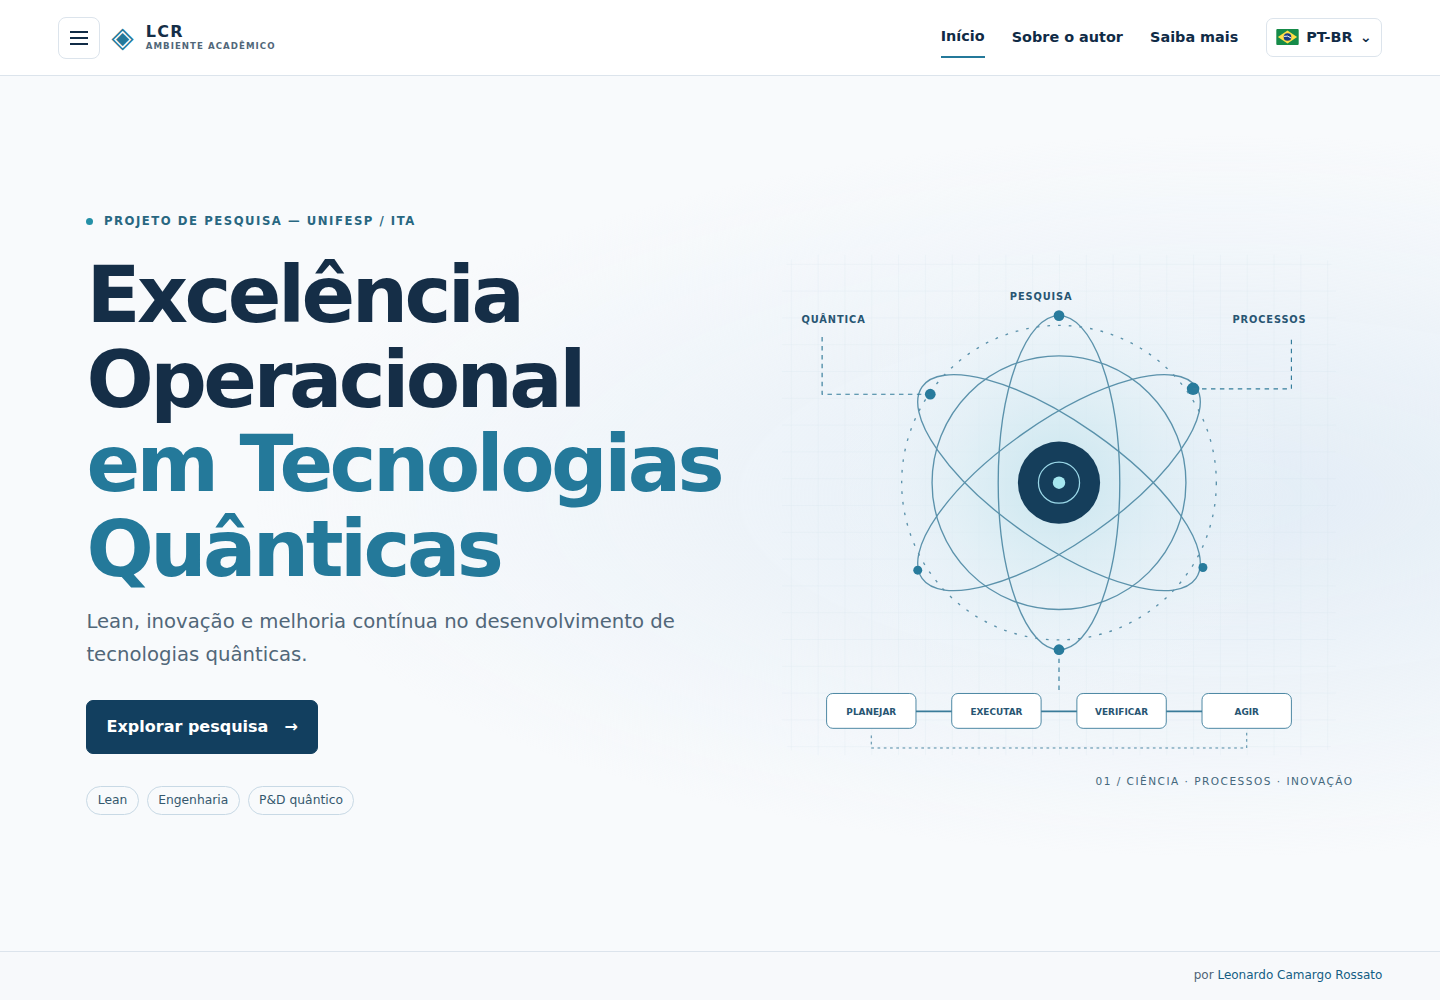 LCR
AMBIENTE ACADÊMICO
Início
Sobre o autor
Saiba mais
PT-BR
PROJETO DE PESQUISA — UNIFESP / ITA
Excelência
Operacional
em Tecnologias
Quânticas
Lean, inovação e melhoria contínua no desenvolvimento de
tecnologias quânticas.
Explorar pesquisa →
Lean
Engenharia
P&D quântico
PESQUISA
QUÂNTICA
PROCESSOS
PLANEJAR
EXECUTAR
VERIFICAR
AGIR
01 / CIÊNCIA · PROCESSOS · INOVAÇÃO
por Leonardo Camargo Rossato